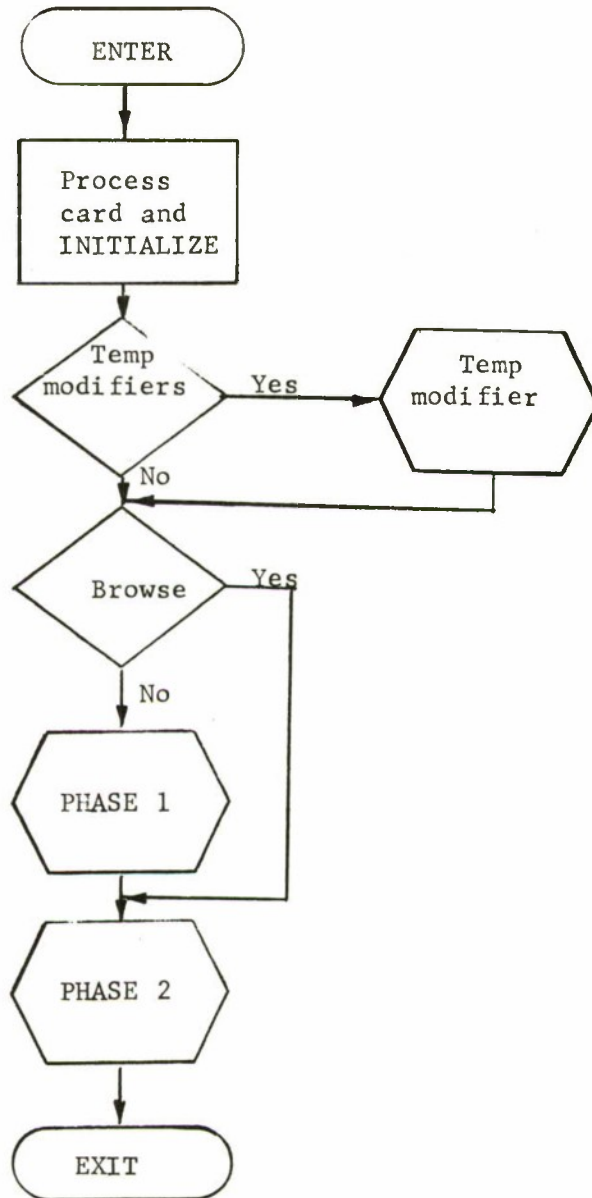 ENTER
Process
card and
INITIALIZE
Temp
modifiers
Yes
Temp
modifier
No
Browse
Yes
No
PHASE 1
PHASE 2
EXIT